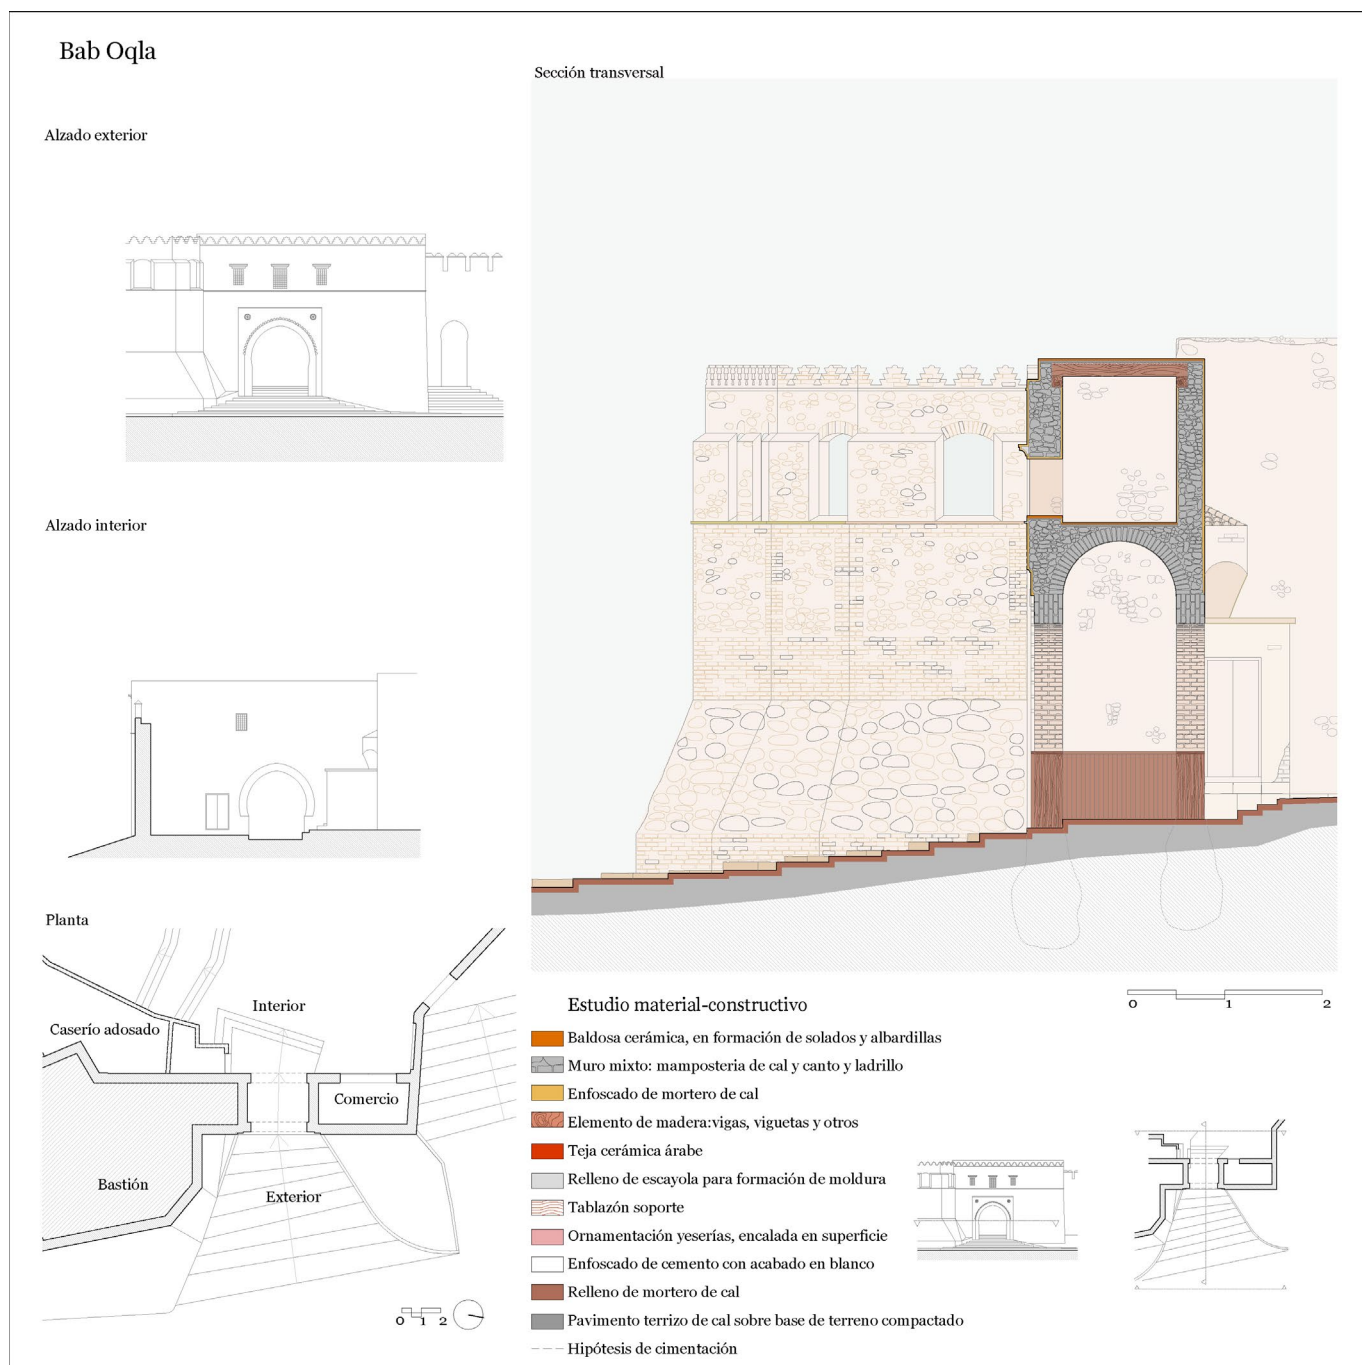 Bab Oqla
Sección transversal
Alzado exterior
Alzado interior
Planta
Interior
Caserío adosado
Comercio
Bastión
Exterior
0 1 2
Estudio material-constructivo
0 1 2
Baldosa cerámica, en formación de solados y albardillas
Muro mixto: mamposteria de cal y canto y ladrillo
Enfoscado de mortero de cal
Elemento de madera:vigas, viguetas y otros
Teja cerámica árabe
Relleno de escayola para formación de moldura
Tablazón soporte
Ornamentación yeserías, encalada en superficie
Enfoscado de cemento con acabado en blanco
Relleno de mortero de cal
Pavimento terrizo de cal sobre base de terreno compactado
Hipótesis de cimentación